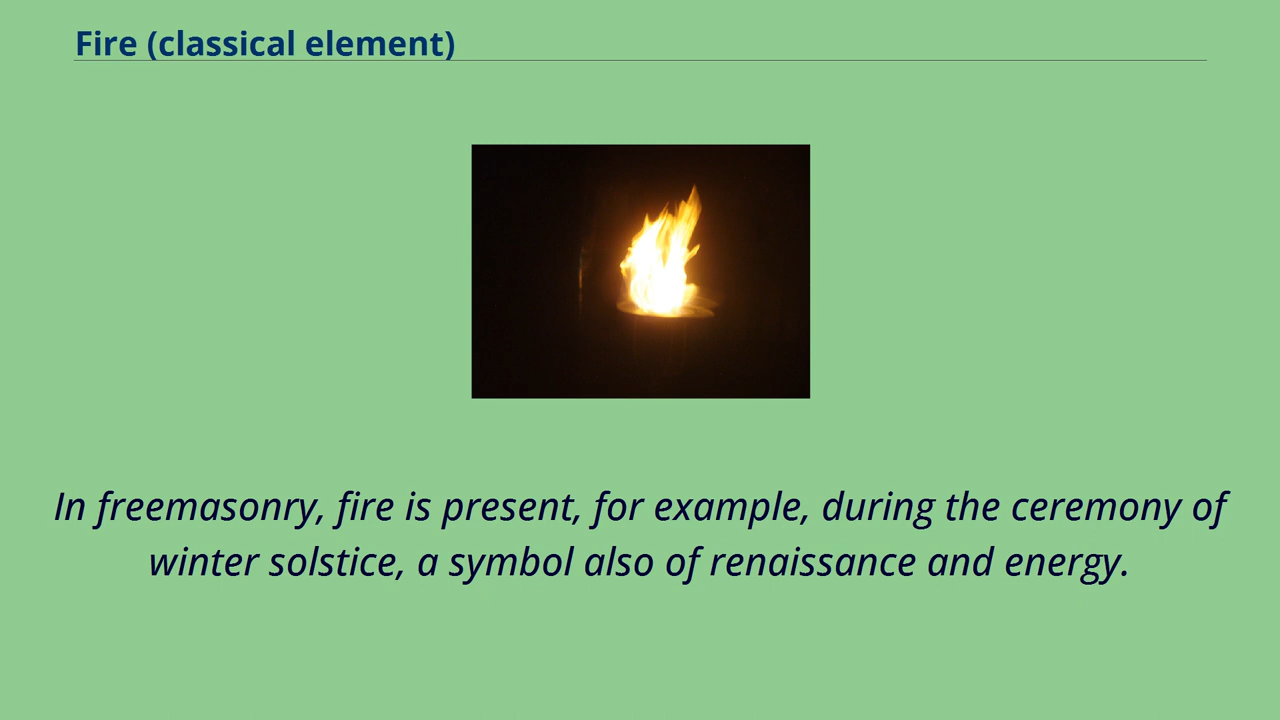 Fire (classical element)
In freemasonry, fire is present, for example, during the ceremony of
winter solstice, a symbol also of renaissance and energy.